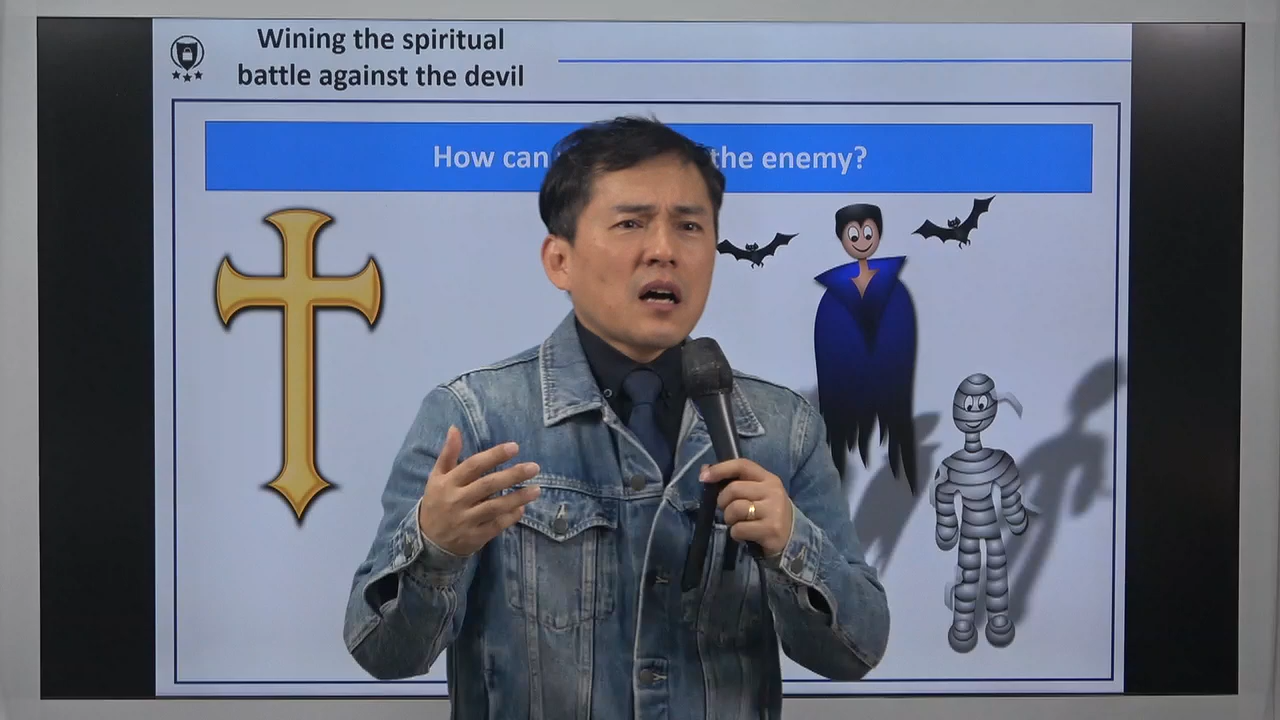 Wining the spiritual
battle against the devil
How can the enemy?